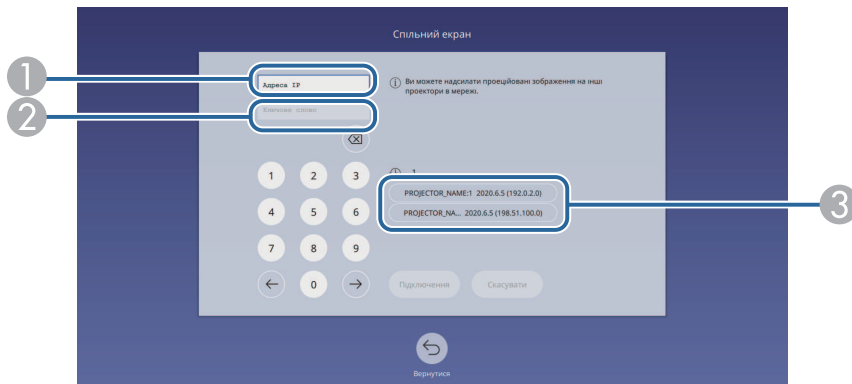 Спільний екран
1
Адреса IP
Ви можете надсилати проеційовані зображення на інші
проектори в мережі.
2
Ключове слово
1 2 3
1
PROJECTOR_NAME:1 2020.6.5 (192.0.2.0)
3
4 5 6
PROJECTOR_NA... 2020.6.5 (198.51.100.0)
7 8 9
0
Підключення Скасувати
Вернутися